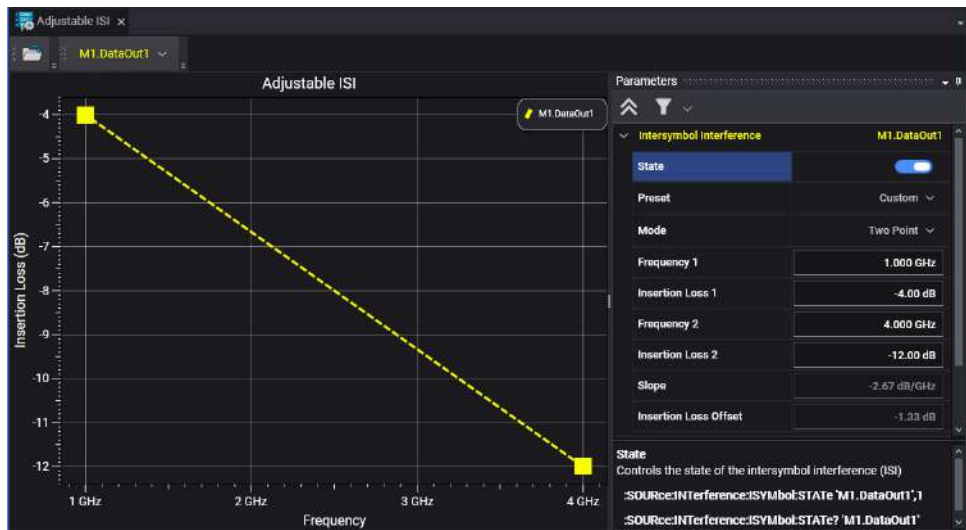 Adjustable ISI ×
M1.DataOut1
Adjustable ISI
M1.DataOut1
-4
-5
-6
-7
-8
-9
-10
-11
-12
Insertion Loss (dB)
1 GHz 2 GHz 3 GHz 4 GHz
Frequency
Parameters
Intersymbol Interference M1.DataOut1
State
Preset Custom
Mode Two Point
Frequency 1 1.000 GHz
Insertion Loss 1 -4.00 dB
Frequency 2 4.000 GHz
Insertion Loss 2 -12.00 dB
Slope -2.67 dB/GHz
Insertion Loss Offset -1.33 dB
State
Controls the state of the intersymbol interference (ISI)
:SOURce:INTerference:ISYMbol:STATe 'M1.DataOut1',1
:SOURce:INTerference:ISYMbol:STATe? 'M1.DataOut1'